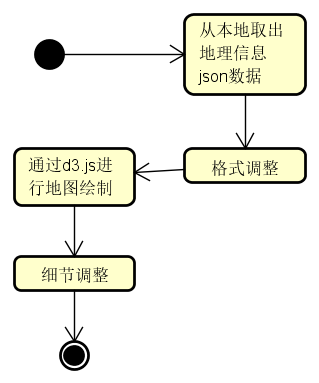 从本地取出
地理信息
json数据
格式调整
通过d3.js进
行地图绘制
细节调整